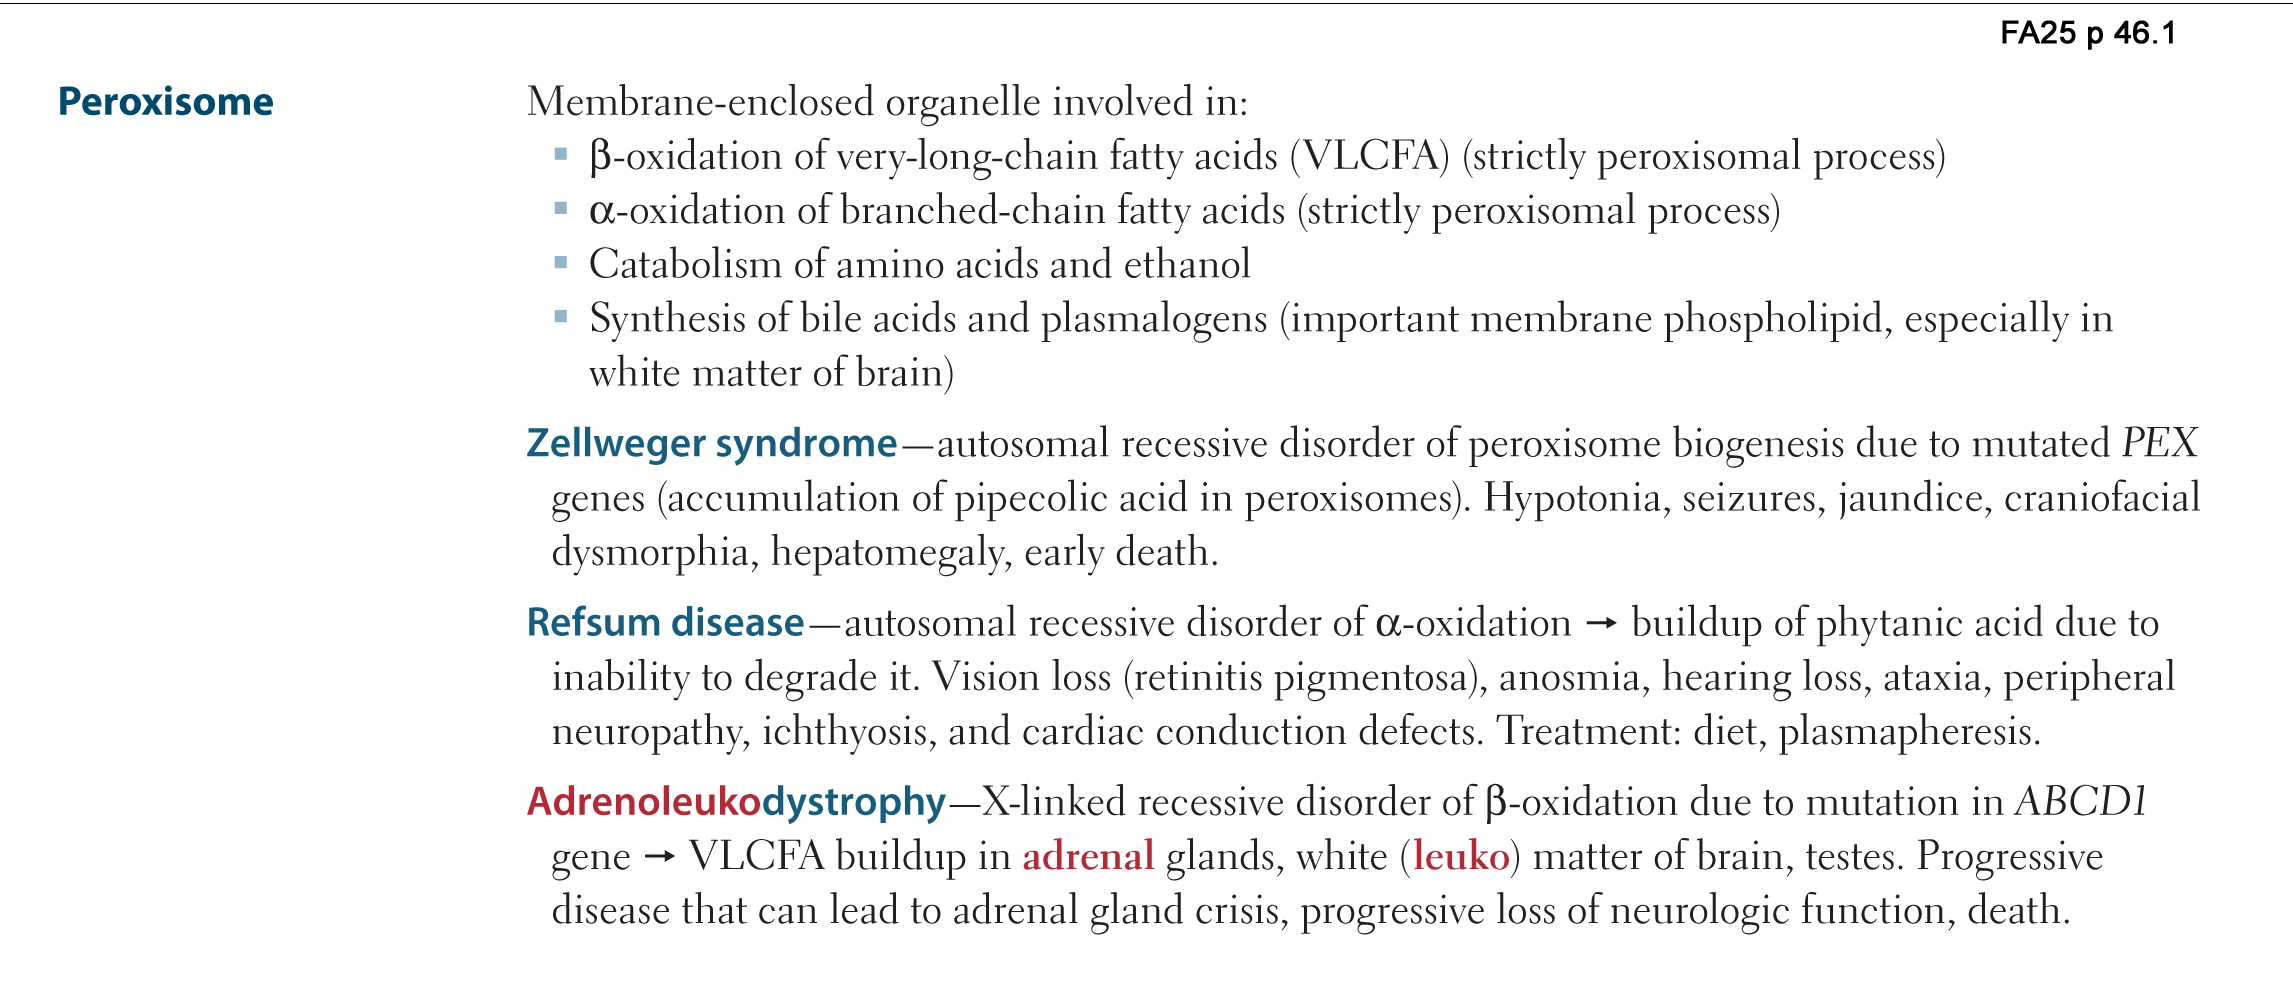 FA25 p 46.1
Peroxisome
Membrane-enclosed organelle involved in:
▪ β-oxidation of very-long-chain fatty acids (VLCFA) (strictly peroxisomal process)
▪ α-oxidation of branched-chain fatty acids (strictly peroxisomal process)
▪ Catabolism of amino acids and ethanol
▪ Synthesis of bile acids and plasmalogens (important membrane phospholipid, especially in
white matter of brain)
Zellweger syndrome—autosomal recessive disorder of peroxisome biogenesis due to mutated PEX
genes (accumulation of pipecolic acid in peroxisomes). Hypotonia, seizures, jaundice, craniofacial
dysmorphia, hepatomegaly, early death.
Refsum disease—autosomal recessive disorder of α-oxidation → buildup of phytanic acid due to
inability to degrade it. Vision loss (retinitis pigmentosa), anosmia, hearing loss, ataxia, peripheral
neuropathy, ichthyosis, and cardiac conduction defects. Treatment: diet, plasmapheresis.
Adrenoleukodystrophy—X-linked recessive disorder of β-oxidation due to mutation in ABCD1
gene → VLCFA buildup in adrenal glands, white (leuko) matter of brain, testes. Progressive
disease that can lead to adrenal gland crisis, progressive loss of neurologic function, death.